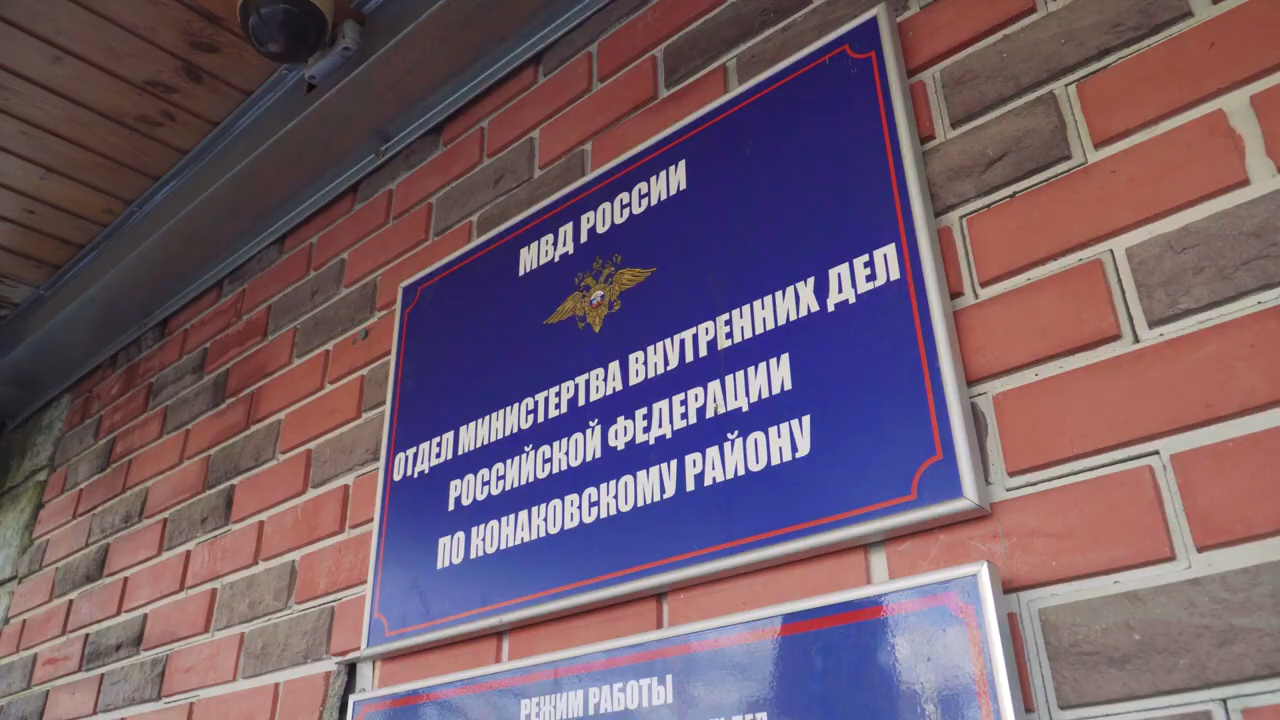 МВД РОССИИ
ОТДЕЛ МИНИСТЕРТВА ВНУТРЕННИХ ДЕЛ
РОССИЙСКОЙ ФЕДЕРАЦИИ
ПО КОНАКОВСКОМУ РАЙОНУ
РЕЖИМ РАБОТЫ